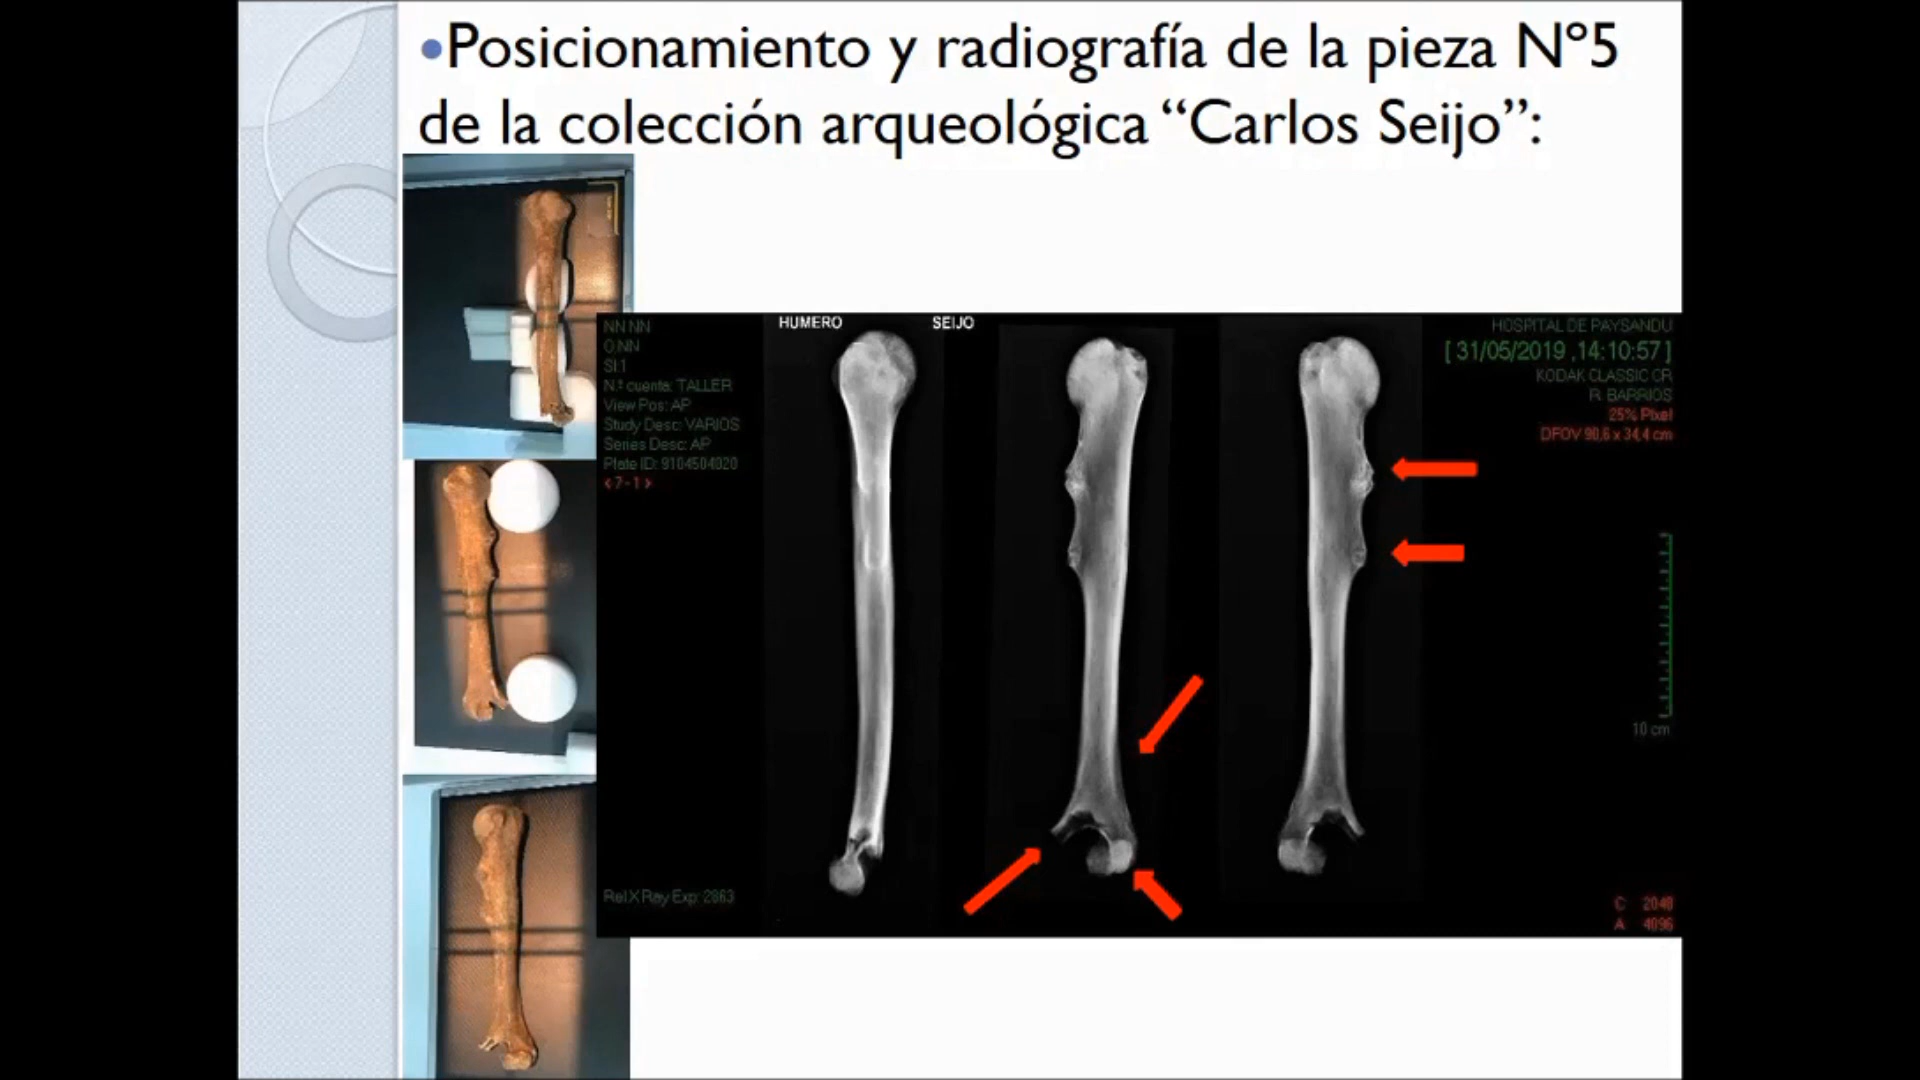 •Posicionamiento y radiografía de la pieza Nº5
de la colección arqueológica “Carlos Seijo”:
HUMERO SEIJO
NN NN
O:NN
SI:1
N.º cuenta: TALLER
View Pos: AP
Study Desc: VARIOS
Series Desc: AP
Plate ID: 9104504020
<7-1>
HOSPITAL DE PAYSANDU
[ 31/05/2019 ,14:10:57 ]
KODAK CLASSIC CR
R. BARRIOS
25% Pixel
DFOV 90,6 x 34,4 cm
10 cm
Rel X Ray Exp: 2863
C 2048
A 4096